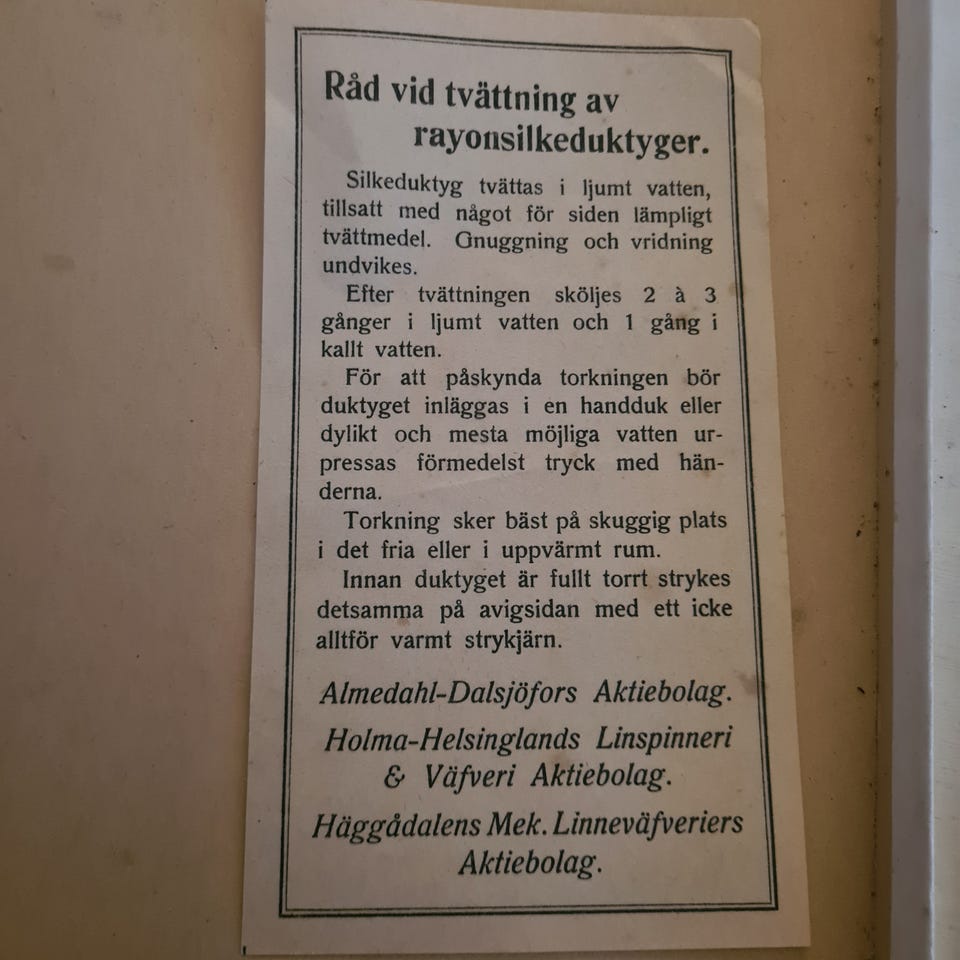 Råd vid tvättning av
rayonsilkeduktyger.
Silkeduktyg tvättas i ljumt vatten,
tillsatt med något för siden lämpligt
tvättmedel. Gnuggning och vridning
undvikes.
Efter tvättningen sköljes 2 à 3
gånger i ljumt vatten och 1 gång i
kallt vatten.
För att påskynda torkningen bör
duktyget inläggas i en handduk eller
dylikt och mesta möjliga vatten ur-
pressas förmedelst tryck med hän-
derna.
Torkning sker bäst på skuggig plats
i det fria eller i uppvärmt rum.
Innan duktyget är fullt torrt strykes
detsamma på avigsidan med ett icke
alltför varmt strykjärn.
Almedahl-Dalsjöfors Aktiebolag.
Holma-Helsinglands Linspinneri
& Väfveri Aktiebolag.
Häggådalens Mek. Linneväfveriers
Aktiebolag.